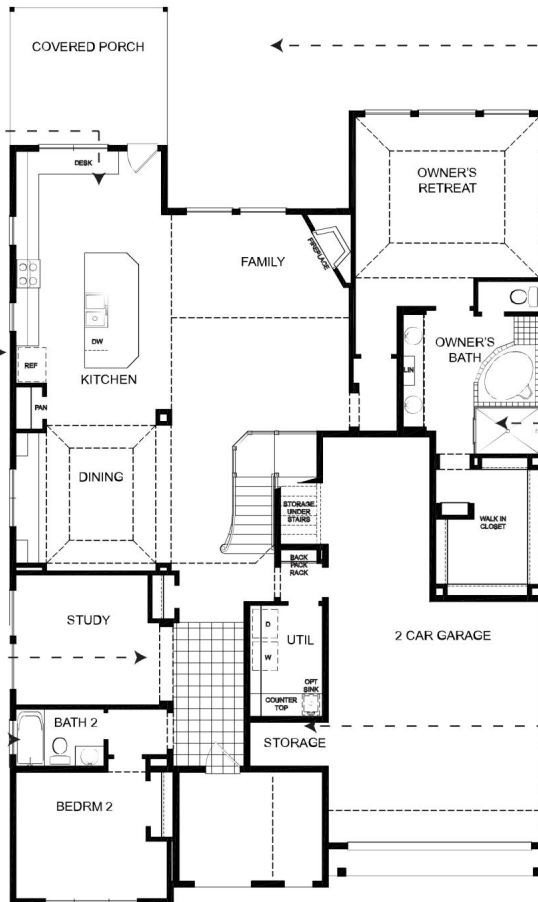 COVERED PORCH
DESK
OWNER'S
RETREAT
FAMILY
FIREPLACE
DW
OWNER'S
BATH
LIN
REF
KITCHEN
PAN
DINING
STORAGE
UNDER
STAIRS
WALK IN
CLOSET
BACK
PACK
RACK
STUDY
D
UTIL
2 CAR GARAGE
W
OPT
SINK
COUNTER
TOP
BATH 2
STORAGE
BEDRM 2